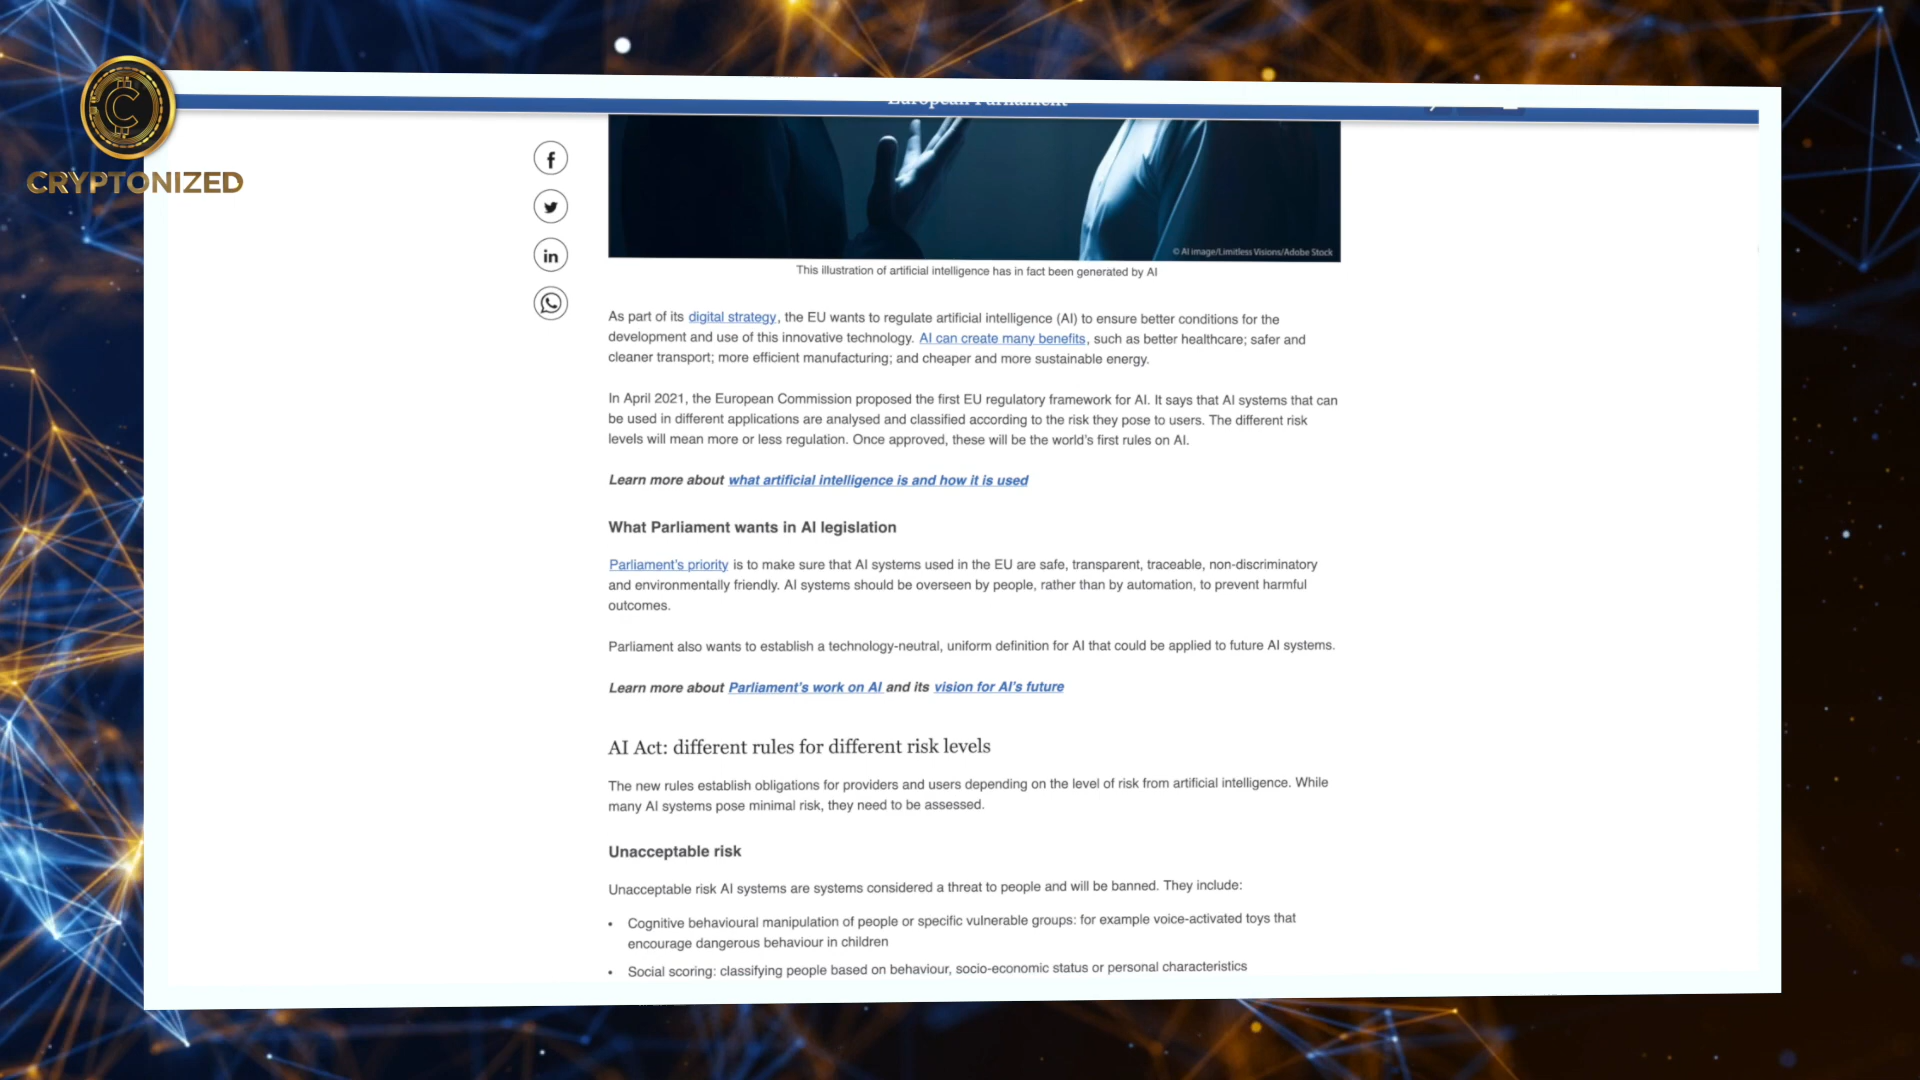 European Parliament
CRYPTONIZED
© AI image/Limitless Visions/Adobe Stock
This illustration of artificial intelligence has in fact been generated by AI
As part of its digital strategy, the EU wants to regulate artificial intelligence (AI) to ensure better conditions for the
development and use of this innovative technology. AI can create many benefits, such as better healthcare; safer and
cleaner transport; more efficient manufacturing; and cheaper and more sustainable energy.
In April 2021, the European Commission proposed the first EU regulatory framework for AI. It says that AI systems that can
be used in different applications are analysed and classified according to the risk they pose to users. The different risk
levels will mean more or less regulation. Once approved, these will be the world's first rules on AI.
Learn more about what artificial intelligence is and how it is used
What Parliament wants in AI legislation
Parliament's priority is to make sure that AI systems used in the EU are safe, transparent, traceable, non-discriminatory
and environmentally friendly. AI systems should be overseen by people, rather than by automation, to prevent harmful
outcomes.
Parliament also wants to establish a technology-neutral, uniform definition for AI that could be applied to future AI systems.
Learn more about Parliament's work on AI and its vision for AI's future
AI Act: different rules for different risk levels
The new rules establish obligations for providers and users depending on the level of risk from artificial intelligence. While
many AI systems pose minimal risk, they need to be assessed.
Unacceptable risk
Unacceptable risk AI systems are systems considered a threat to people and will be banned. They include:
• Cognitive behavioural manipulation of people or specific vulnerable groups: for example voice-activated toys that
encourage dangerous behaviour in children
• Social scoring: classifying people based on behaviour, socio-economic status or personal characteristics